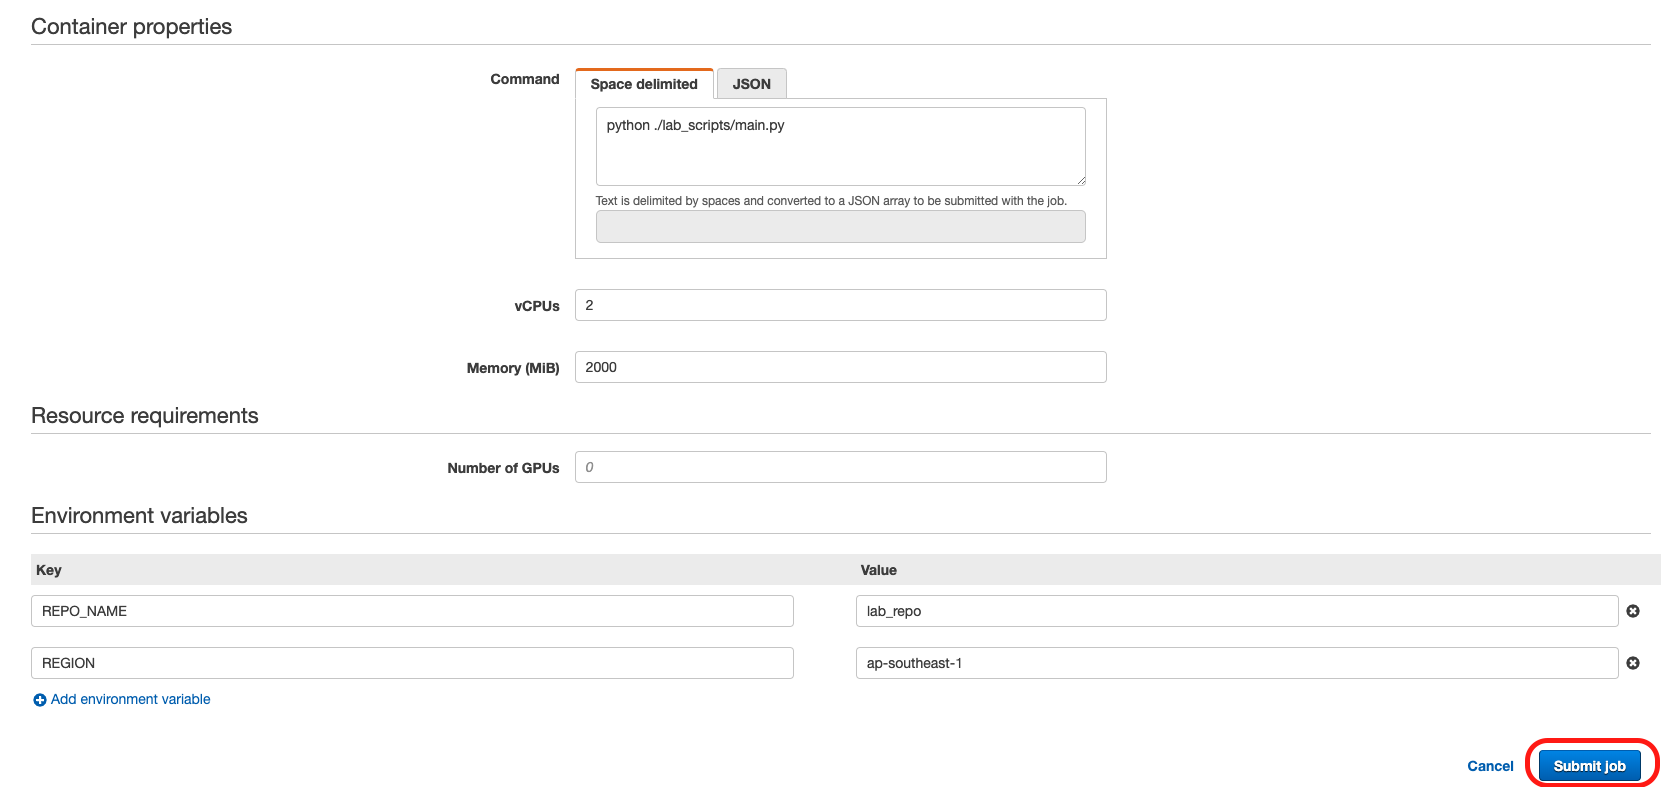 Container properties
Command
Space delimited
JSON
python ./lab_scripts/main.py
Text is delimited by spaces and converted to a JSON array to be submitted with the job.
vCPUs
2
Memory (MiB)
2000
Resource requirements
Number of GPUs
0
Environment variables
Key Value
REPO_NAME lab_repo
REGION ap-southeast-1
Add environment variable
Cancel Submit job